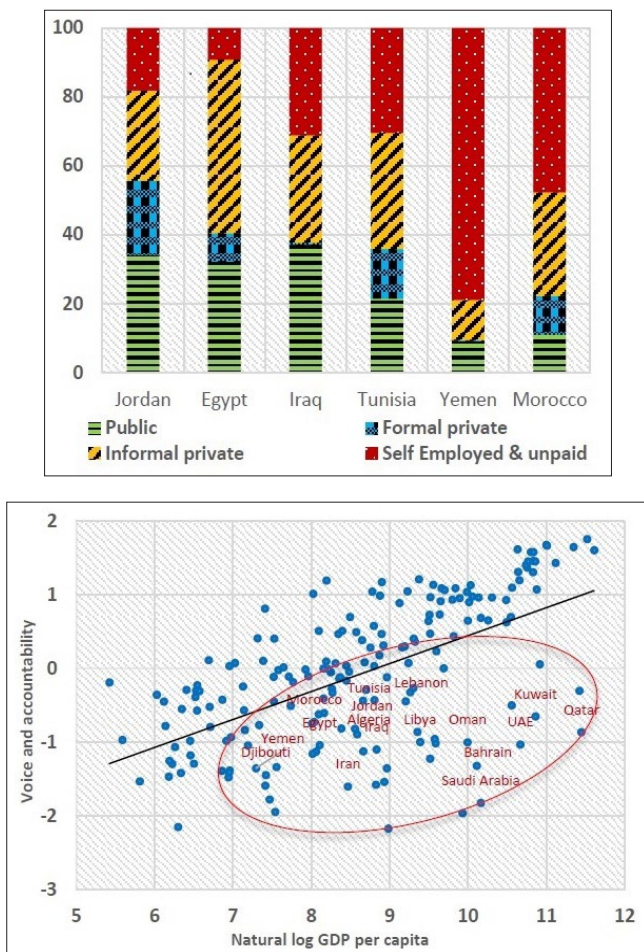 100
80
60
40
20
0
Jordan Egypt Iraq Tunisia Yemen Morocco
Public Formal private
Informal private Self Employed & unpaid
2
1
0
-1
-2
-3
Voice and accountability
Tunisia Lebanon
Morocco Jordan Kuwait
Qatar
Egypt Algeria Libya Oman UAE
Iraq
Yemen
Djibouti Bahrain
Iran
Saudi Arabia
5 6 7 8 9 10 11 12
Natural log GDP per capita